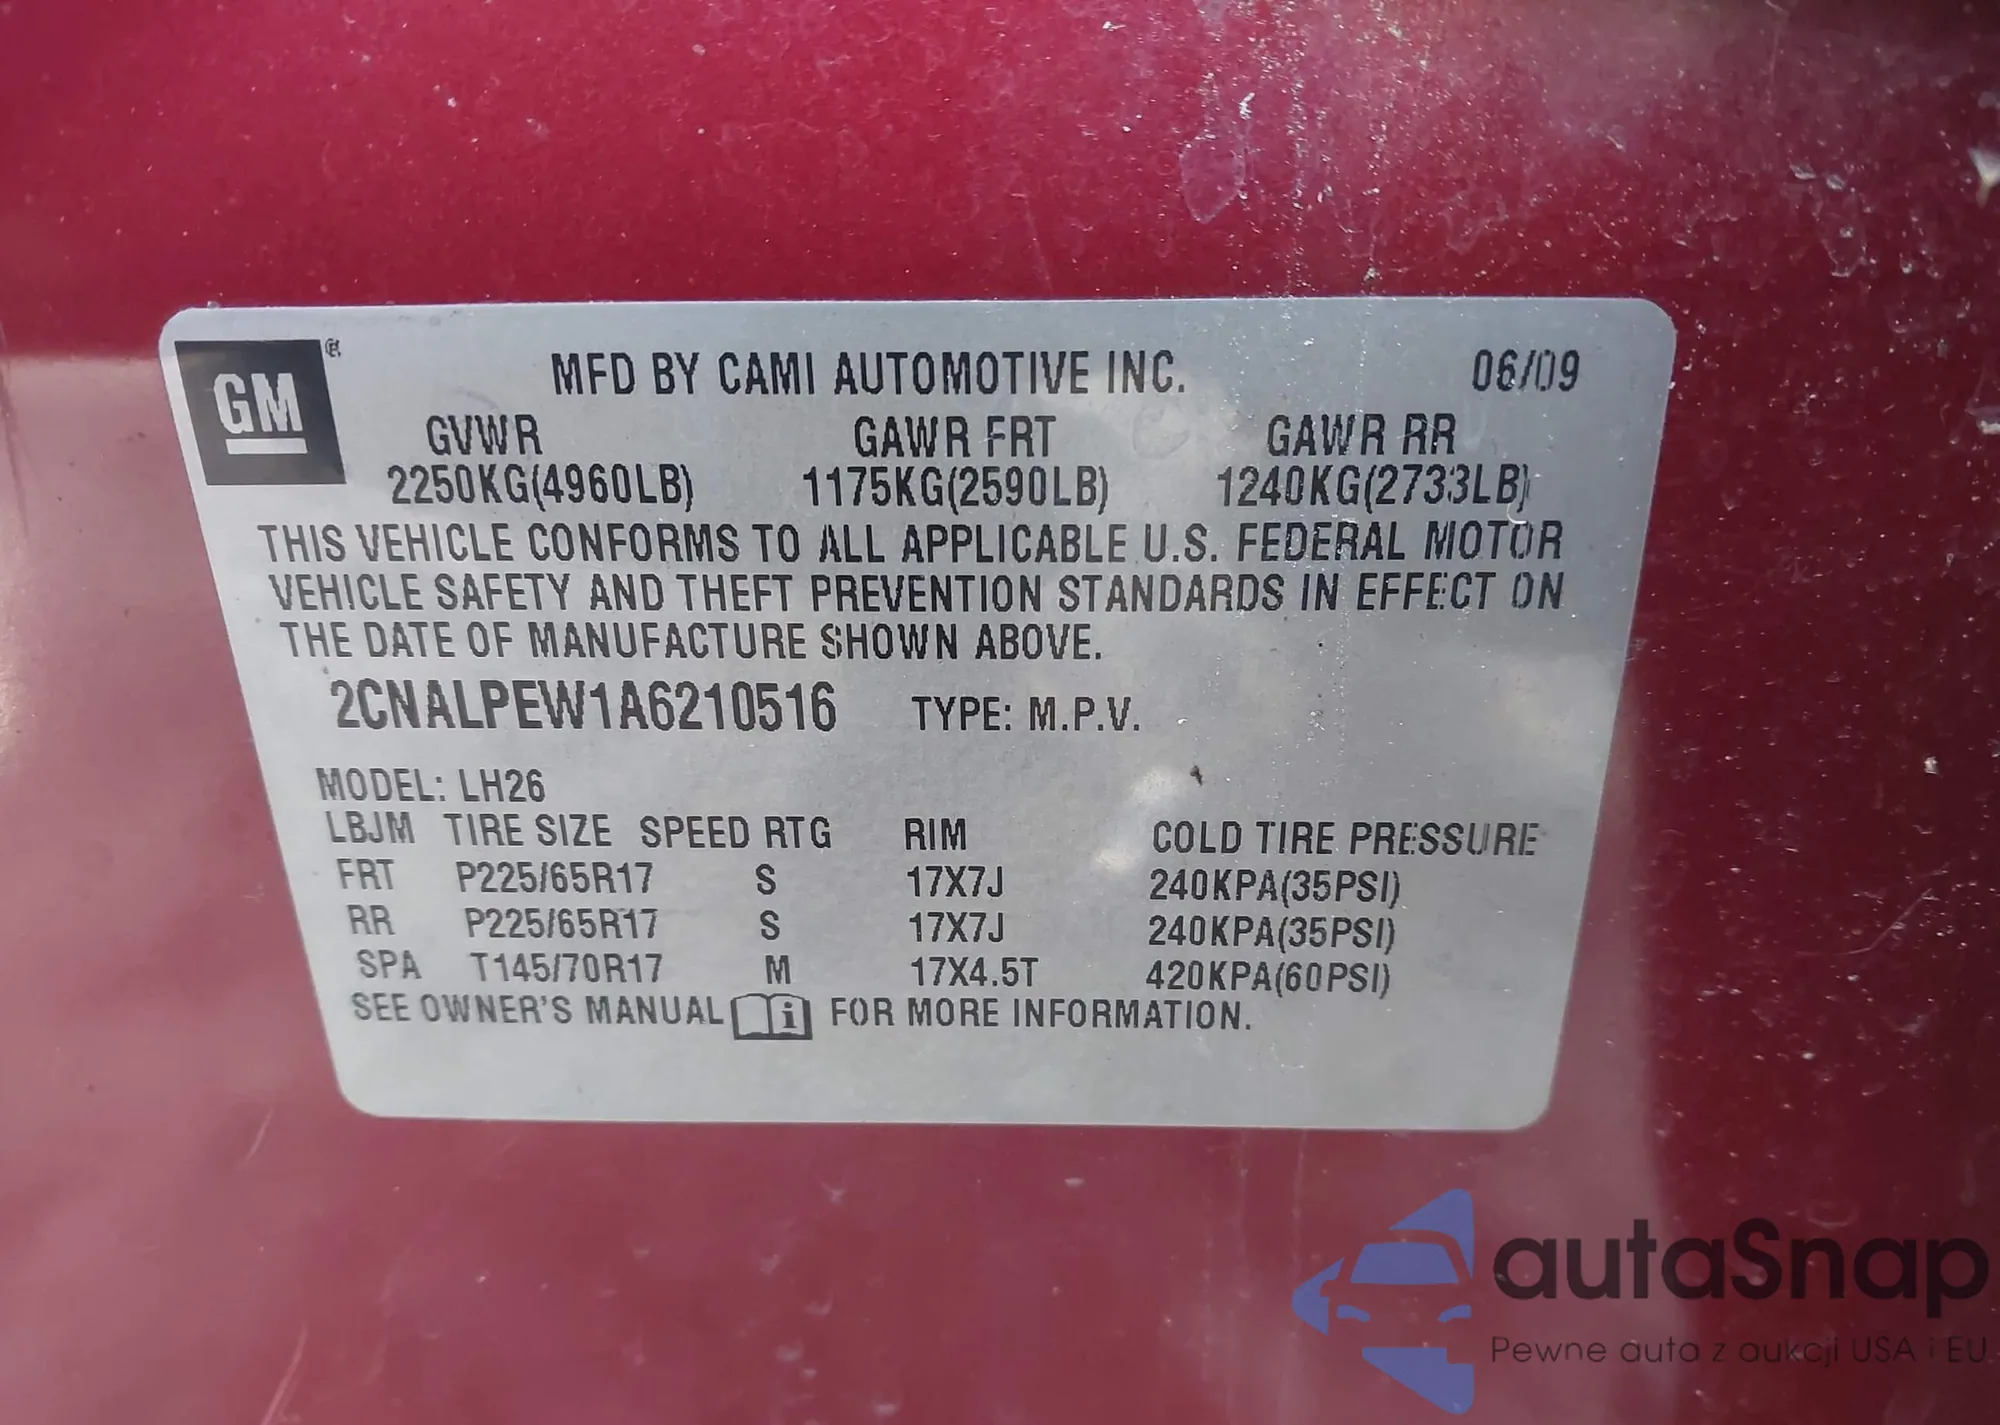 GM ®
MFD BY CAMI AUTOMOTIVE INC. 06/09
GVWR GAWR FRT GAWR RR
2250KG(4960LB) 1175KG(2590LB) 1240KG(2733LB)
THIS VEHICLE CONFORMS TO ALL APPLICABLE U.S. FEDERAL MOTOR
VEHICLE SAFETY AND THEFT PREVENTION STANDARDS IN EFFECT ON
THE DATE OF MANUFACTURE SHOWN ABOVE.
2CNALPEW1A6210516 TYPE: M.P.V.
MODEL: LH26
LBJM TIRE SIZE SPEED RTG RIM COLD TIRE PRESSURE
FRT P225/65R17 S 17X7J 240KPA(35PSI)
RR P225/65R17 S 17X7J 240KPA(35PSI)
SPA T145/70R17 M 17X4.5T 420KPA(60PSI)
SEE OWNER'S MANUAL i FOR MORE INFORMATION.
autaSnap
Pewne auta z aukcji USA i EU